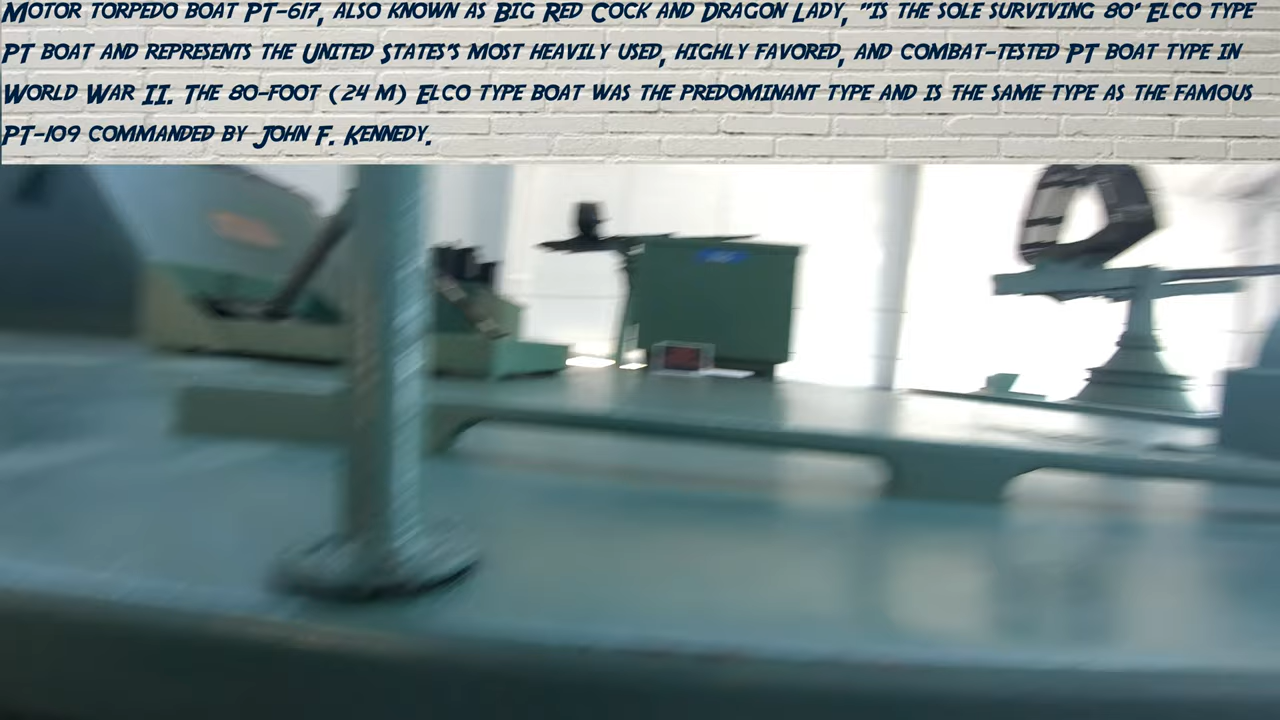 Motor torpedo boat PT-617, also known as Big Red Cock and Dragon Lady, "is the sole surviving 80' Elco type
PT boat and represents the United States's most heavily used, highly favored, and combat-tested PT boat type in
World War II. The 80-foot (24 m) Elco type boat was the predominant type and is the same type as the famous
PT-109 commanded by John F. Kennedy.